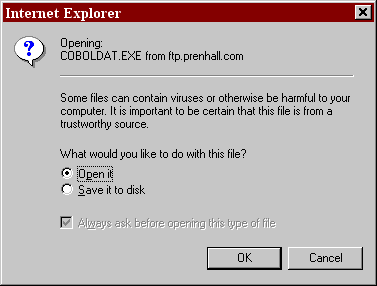 Internet Explorer
Opening:
COBOLDAT.EXE from ftp.prenhall.com
Some files can contain viruses or otherwise be harmful to your
computer. It is important to be certain that this file is from a
trustworthy source.
What would you like to do with this file?
Open it
Save it to disk
Always ask before opening this type of file
OK
Cancel